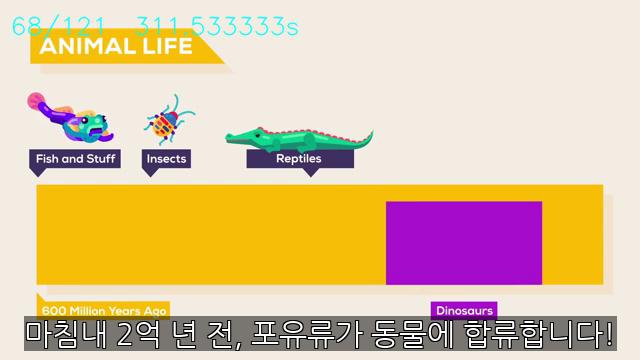 68/121 311.533333s
ANIMAL LIFE
Fish and Stuff
Insects
Reptiles
600 Million Years Ago
Dinosaurs
마침내 2억 년 전, 포유류가 동물에 합류합니다!